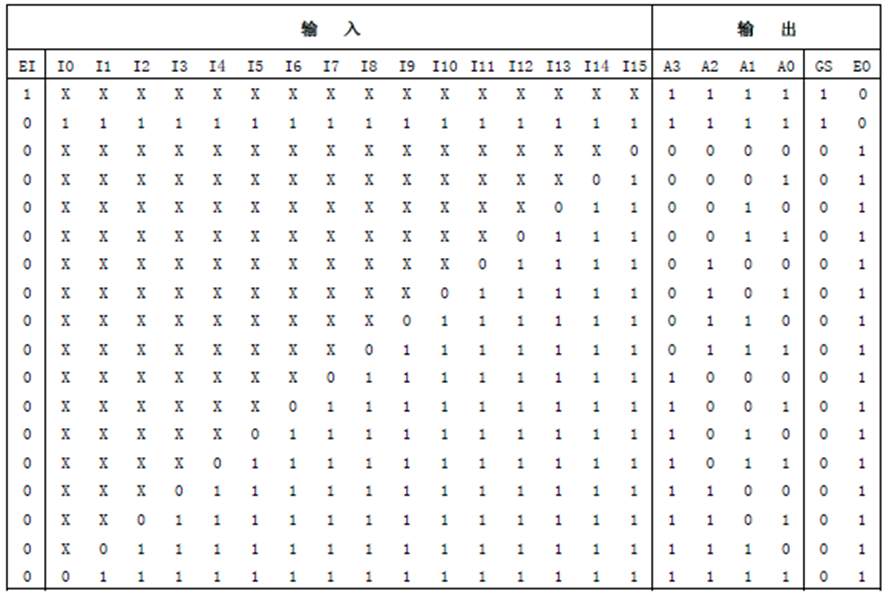 输 入 输 出
EI I0 I1 I2 I3 I4 I5 I6 I7 I8 I9 I10 I11 I12 I13 I14 I15 A3 A2 A1 A0 GS EO
1 X X X X X X X X X X X X X X X X 1 1 1 1 1 0
0 1 1 1 1 1 1 1 1 1 1 1 1 1 1 1 1 1 1 1 1 1 0
0 X X X X X X X X X X X X X X X 0 0 0 0 0 0 1
0 X X X X X X X X X X X X X X 0 1 0 0 0 1 0 1
0 X X X X X X X X X X X X X 0 1 1 0 0 1 0 0 1
0 X X X X X X X X X X X X 0 1 1 1 0 0 1 1 0 1
0 X X X X X X X X X X X 0 1 1 1 1 0 1 0 0 0 1
0 X X X X X X X X X X 0 1 1 1 1 1 0 1 0 1 0 1
0 X X X X X X X X X 0 1 1 1 1 1 1 0 1 1 0 0 1
0 X X X X X X X X 0 1 1 1 1 1 1 1 0 1 1 1 0 1
0 X X X X X X X 0 1 1 1 1 1 1 1 1 1 0 0 0 0 1
0 X X X X X X 0 1 1 1 1 1 1 1 1 1 1 0 0 1 0 1
0 X X X X X 0 1 1 1 1 1 1 1 1 1 1 1 0 1 0 0 1
0 X X X X 0 1 1 1 1 1 1 1 1 1 1 1 1 0 1 1 0 1
0 X X X 0 1 1 1 1 1 1 1 1 1 1 1 1 1 1 0 0 0 1
0 X X 0 1 1 1 1 1 1 1 1 1 1 1 1 1 1 1 0 1 0 1
0 X 0 1 1 1 1 1 1 1 1 1 1 1 1 1 1 1 1 1 0 0 1
0 0 1 1 1 1 1 1 1 1 1 1 1 1 1 1 1 1 1 1 1 0 1